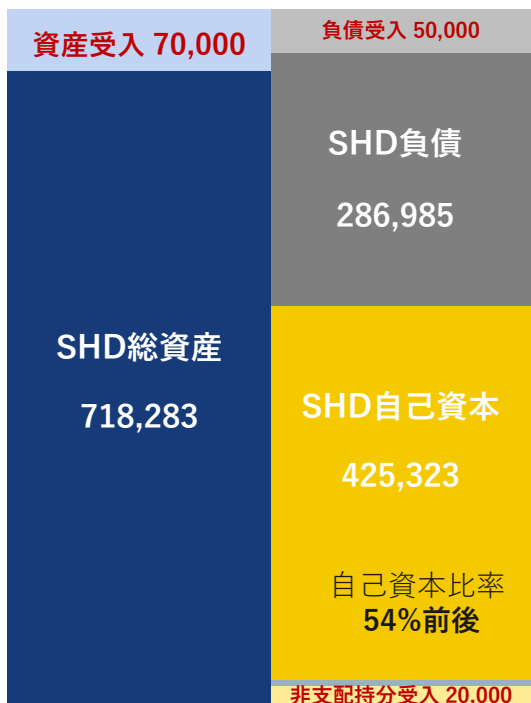 資産受入 70,000
SHD総資産
718,283
負債受入 50,000
SHD負債
286,985
SHD自己資本
425,323
自己資本比率
54%前後
非支配持分受入 20.000